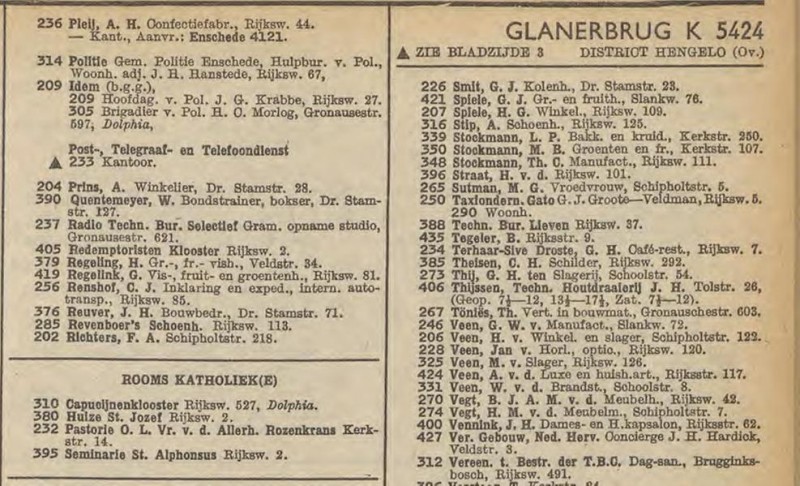 236 Pleij, A. H. Confectiefabr., Rijksw. 44.
— Kant., Aanvr.: Enschede 4121.
314 Politie Gem. Politie Enschede, Hulpbur. v. Pol.,
Woonh. adj. J. H. Hanstede, Rijksw. 67,
209 Idem (b.g.g.),
209 Hoofdag. v. Pol. J. G. Krabbe, Rijksw. 27.
305 Brigadier v. Pol. H. O. Morlog, Gronausestr.
597, Dolphia,
Post-, Telegraaf- en Telefoondienst
▲ 233 Kantoor.
204 Prins, A. Winkelier, Dr. Stamstr. 28.
390 Quentemeyer, W. Bondstrainer, bokser, Dr. Stam-
str. 127.
237 Radio Techn. Bur. Selectief Gram. opname studio,
Gronausestr. 621.
405 Redemptoristen Klooster Rijksw. 2.
379 Regeling, H. Gr.-, fr.- vish., Veldstr. 34.
419 Regelink, G. Vis-, fruit- en groentenh., Rijksw. 81.
256 Renshof, C. J. Inklaring en exped., intern. auto-
transp., Rijksw. 85.
376 Reuver, J. H. Bouwbedr., Dr. Stamstr. 71.
285 Revenboer's Schoenh. Rijksw. 113.
202 Richters, F. A. Schipholtstr. 218.
ROOMS KATHOLIEK(E)
310 Capucijnenklooster Rijksw. 527, Dolphia.
380 Huize St. Jozef Rijksw. 2.
232 Pastorie O. L. Vr. v. d. Allerh. Rozenkrans Kerk-
str. 14.
395 Seminarie St. Alphonsus Rijksw. 2.
GLANERBRUG K 5424
▲ ZIE BLADZIJDE 3 DISTRICT HENGELO (Ov.)
226 Smit, G. J. Kolenh., Dr. Stamstr. 23.
421 Spiele, G. J. Gr.- en fruith., Slankw. 76.
207 Spiele, H. G. Winkel., Rijksw. 109.
316 Stip, A. Schoenh., Rijksw. 125.
339 Stockmann, L. P. Bakk. en kruid., Kerkstr. 250.
350 Stockmann, M. B. Groenten en fr., Kerkstr. 107.
348 Stockmann, Th. C. Manufact., Rijksw. 111.
396 Straat, H. v. d. Rijksw. 101.
265 Sutman, M. G. Vroedvrouw, Schipholtstr. 5.
250 Taxiondern. Gato G. J. Groote—Veldman, Rijksw. 5.
290 Woonh.
388 Techn. Bur. Lieven Rijksw. 37.
435 Tegeler, B. Rijksstr. 9.
234 Terhaar-Sive Droste, G. H. Café-rest., Rijksw. 7.
385 Theisen, C. H. Schilder, Rijksw. 292.
273 Thij, G. H. ten Slagerij, Schoolstr. 54.
406 Thijssen, Techn. Houtdraaierij J. H. Tolstr. 26,
(Geop. 7½—12, 13½—17½, Zat. 7½—12).
267 Tönies, Th. Vert. in bouwmat., Gronauschestr. 603.
246 Veen, G. W. v. Manufact., Slankw. 72.
206 Veen, H. v. Winkel. en slager, Schipholtstr. 122.
228 Veen, Jan v. Horl., optic., Rijksw. 120.
325 Veen, M. v. Slager, Rijksw. 126.
424 Veen, A. v. d. Luxe en huish.art., Rijksstr. 117.
331 Veen, W. v. d. Brandst., Schoolstr. 8.
270 Vegt, B. J. A. M. v. d. Meubelh., Rijksw. 42.
274 Vegt, H. M. v. d. Meubelm., Schipholtstr. 7.
400 Vennink, J. H. Dames- en H.kapsalon, Rijksstr. 62.
427 Ver. Gebouw, Ned. Herv. Concierge J. H. Hardick,
Veldstr. 3.
312 Vereen. t. Bestr. der T.B.C. Dag-san., Brugginks-
bosch, Rijksw. 491.